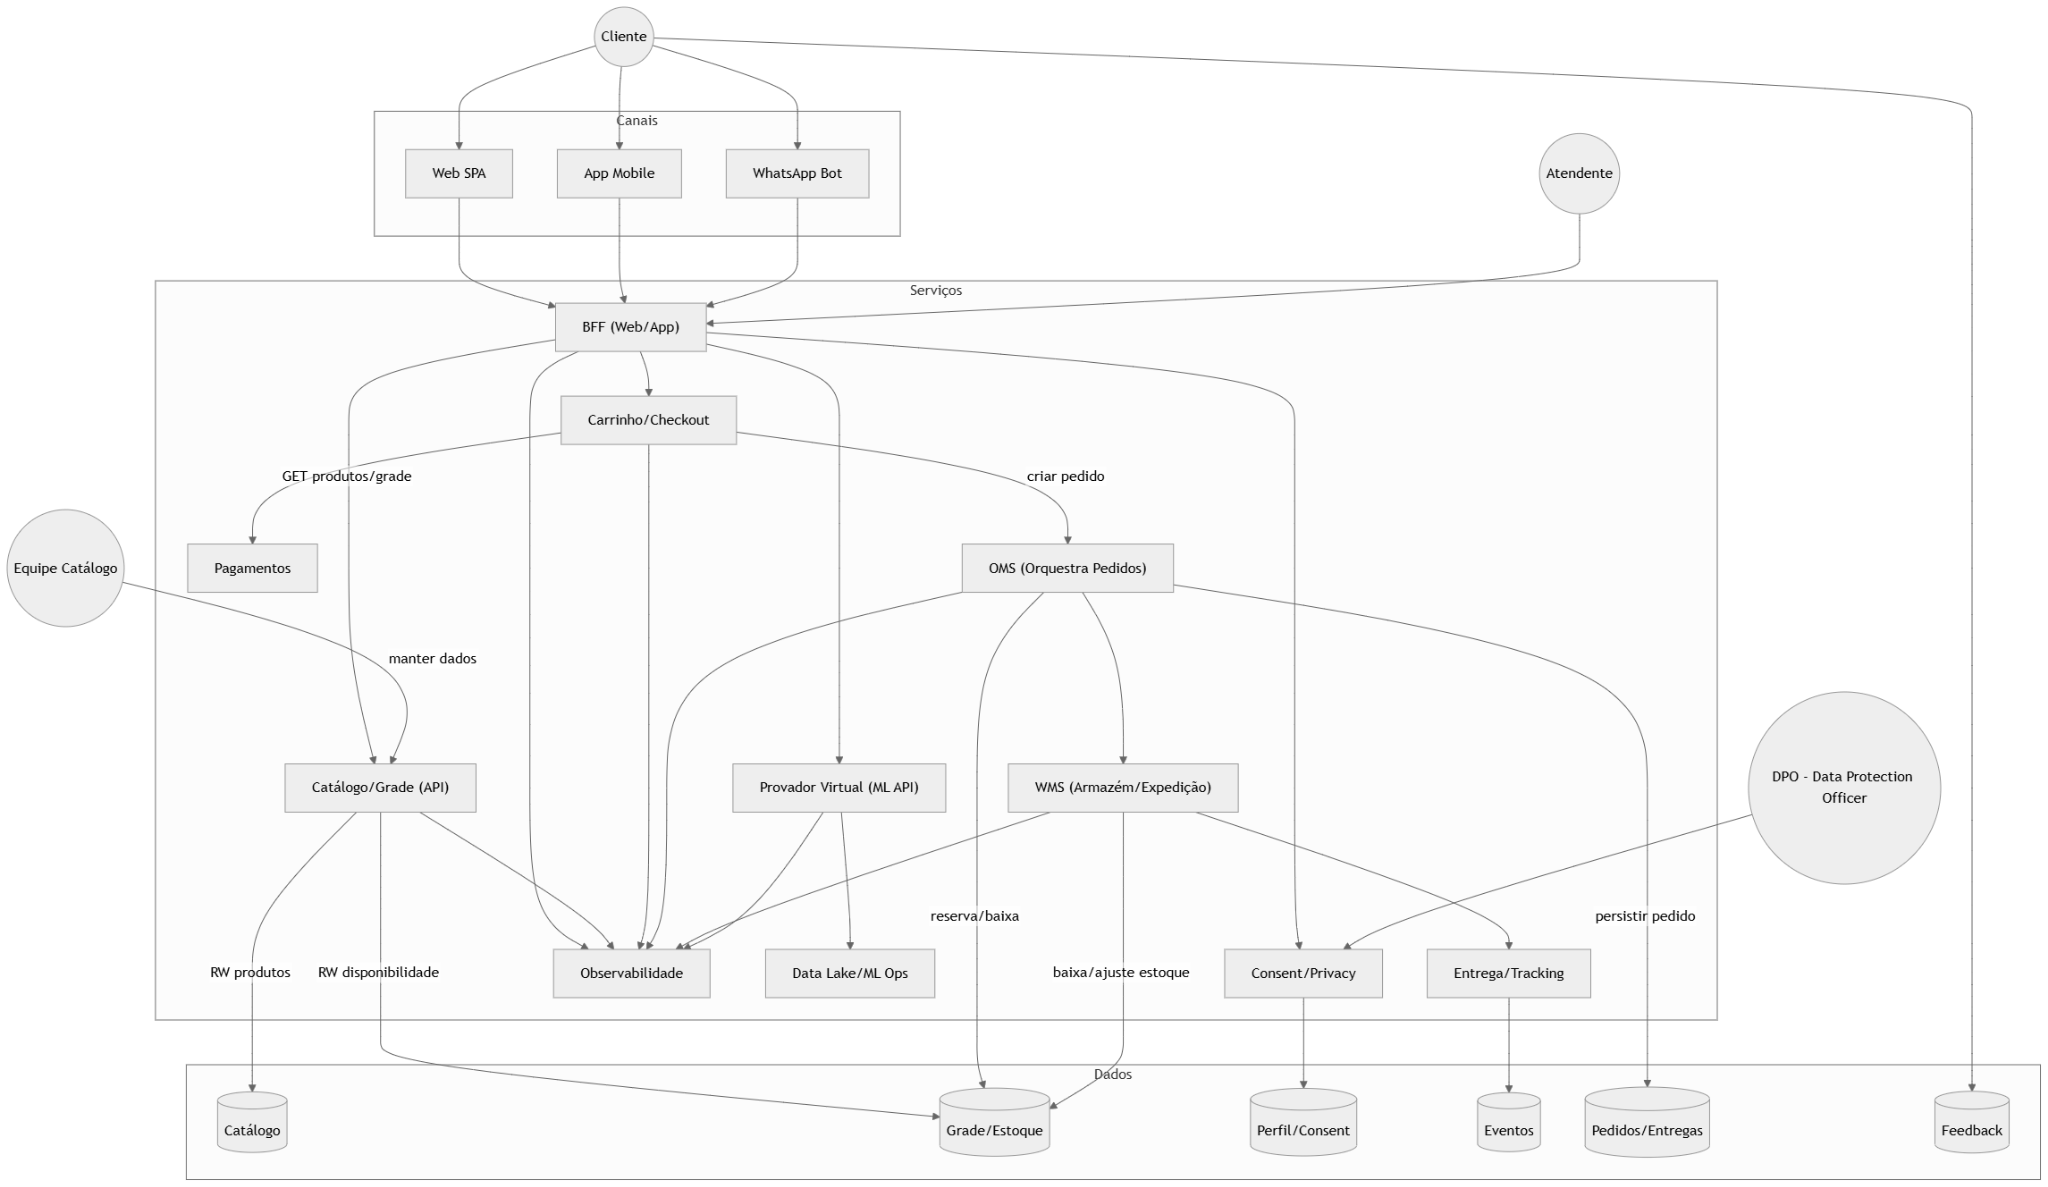 Cliente
Canais
Web SPA
App Mobile
WhatsApp Bot
Atendente
Serviços
BFF (Web/App)
Carrinho/Checkout
GET produtos/grade
criar pedido
Equipe Catálogo
Pagamentos
OMS (Orquestra Pedidos)
manter dados
Catálogo/Grade (API)
Provador Virtual (ML API)
WMS (Armazém/Expedição)
DPO - Data Protection
Officer
reserva/baixa
persistir pedido
RW produtos
RW disponibilidade
Observabilidade
Data Lake/ML Ops
baixa/ajuste estoque
Consent/Privacy
Entrega/Tracking
Dados
Catálogo
Grade/Estoque
Perfil/Consent
Eventos
Pedidos/Entregas
Feedback